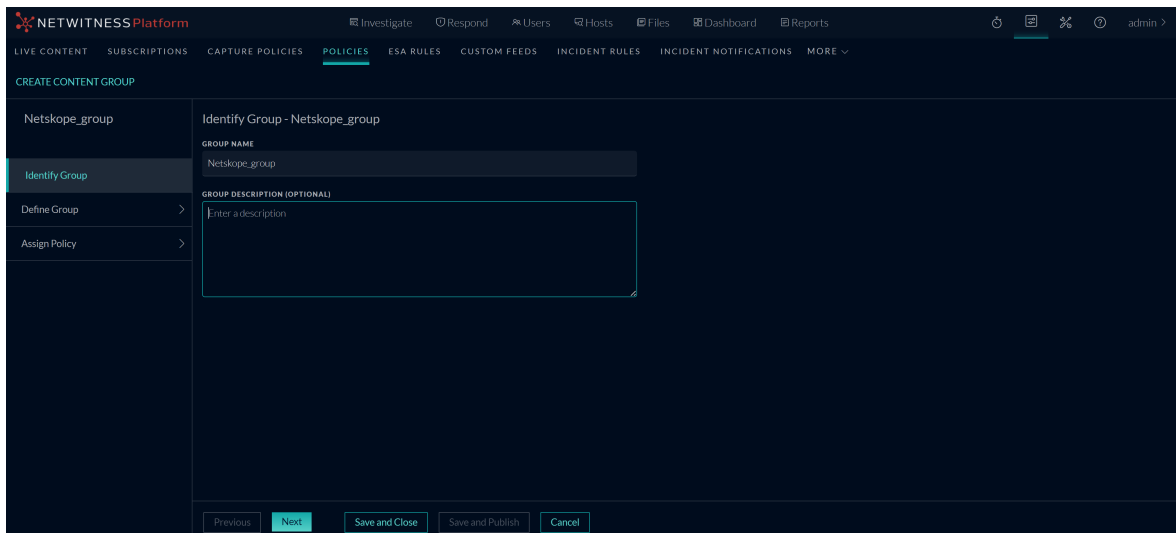 NETWITNESS Platform Investigate Respond Users Hosts Files Dashboard Reports admin >
LIVE CONTENT SUBSCRIPTIONS CAPTURE POLICIES POLICIES ESA RULES CUSTOM FEEDS INCIDENT RULES INCIDENT NOTIFICATIONS MORE
CREATE CONTENT GROUP
Netskope_group
Identify Group
Define Group
Assign Policy
Identify Group - Netskope_group
GROUP NAME
Netskope_group
GROUP DESCRIPTION (OPTIONAL)
Enter a description
Previous Next Save and Close Save and Publish Cancel